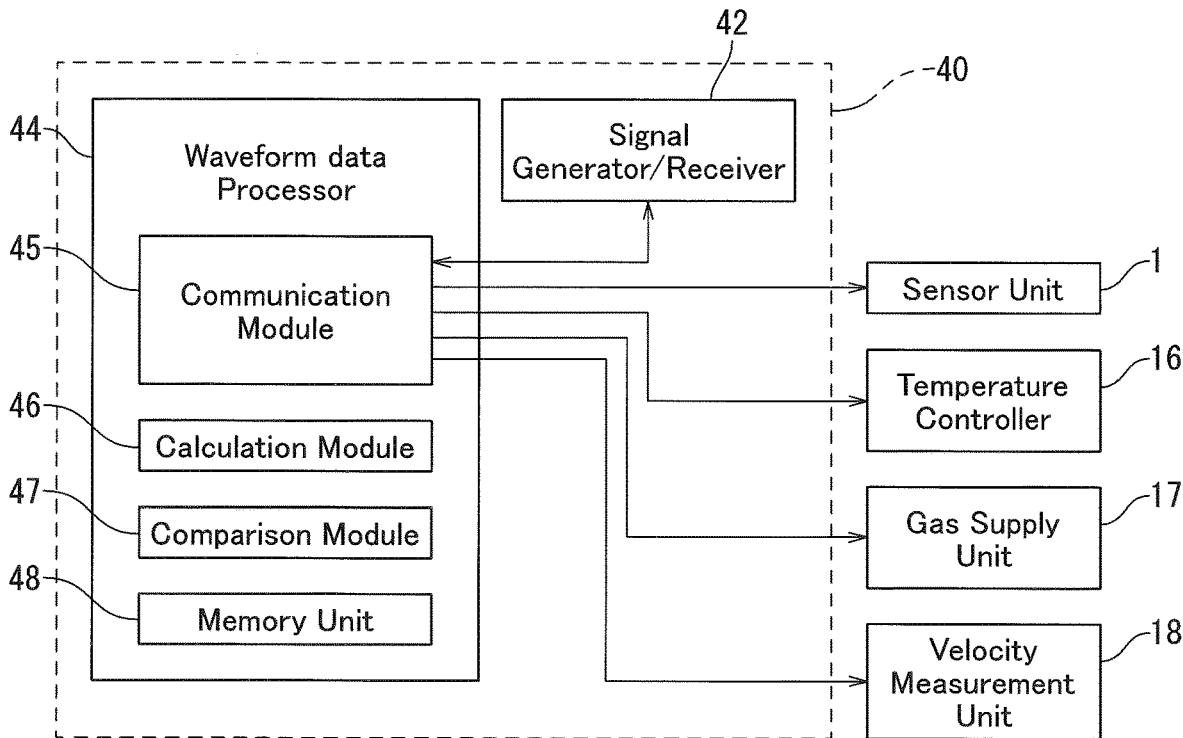 42
40
44
Waveform data
Processor
Signal
Generator/Receiver
45
Communication
Module
1
Sensor Unit
16
Temperature
Controller
46
Calculation Module
47
Comparison Module
17
Gas Supply
Unit
48
Memory Unit
18
Velocity
Measurement
Unit